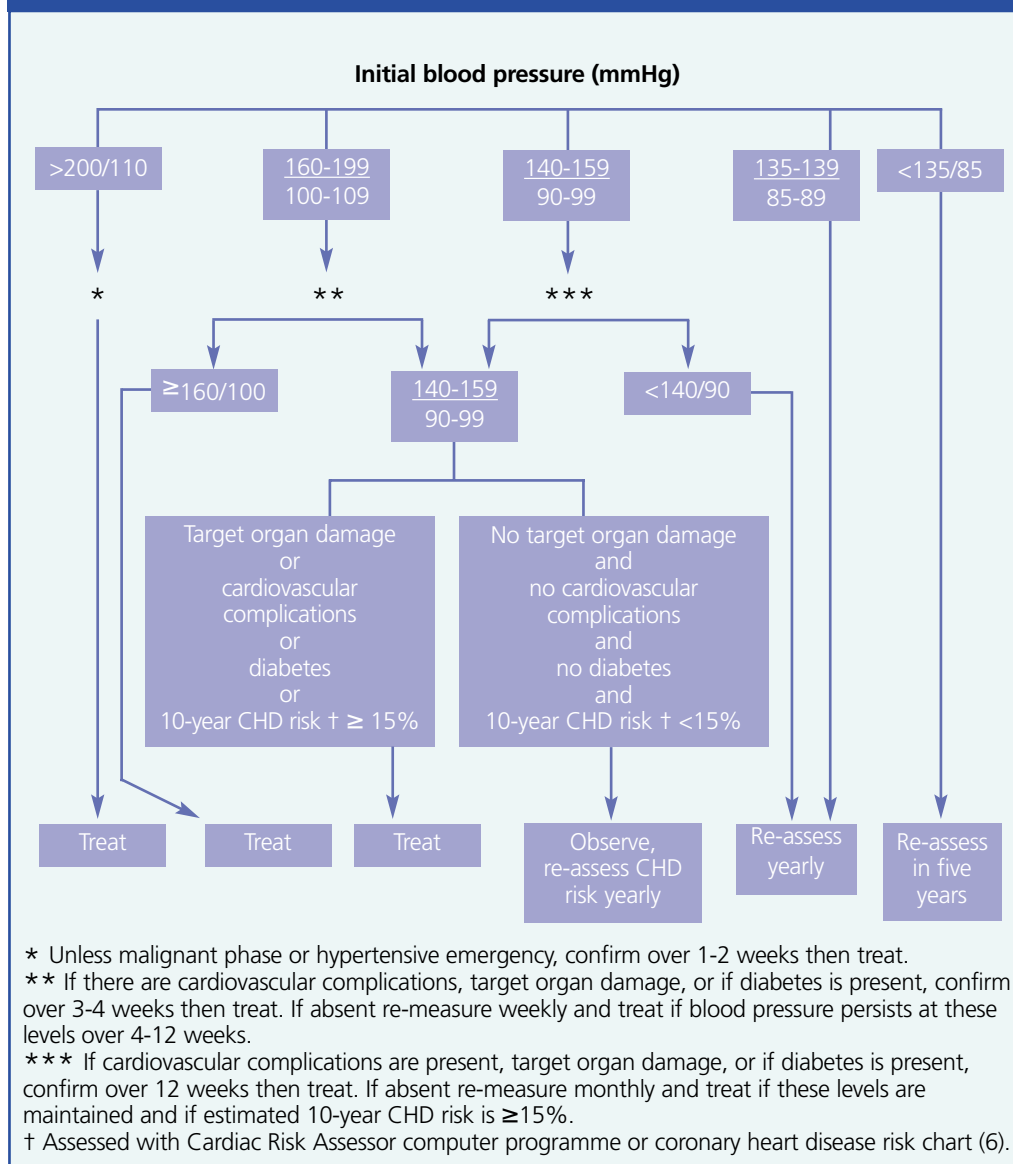 Initial blood pressure (mmHg)
>200/110
160-199
100-109
140-159
90-99
135-139
85-89
<135/85
*
**
***
≥160/100
140-159
90-99
<140/90
Target organ damage
or
cardiovascular
complications
or
diabetes
or
10-year CHD risk † ≥ 15%
No target organ damage
and
no cardiovascular
complications
and
no diabetes
and
10-year CHD risk † <15%
Treat
Treat
Treat
Observe,
re-assess CHD
risk yearly
Re-assess
yearly
Re-assess
in five
years
* Unless malignant phase or hypertensive emergency, confirm over 1-2 weeks then treat.
** If there are cardiovascular complications, target organ damage, or if diabetes is present, confirm
over 3-4 weeks then treat. If absent re-measure weekly and treat if blood pressure persists at these
levels over 4-12 weeks.
*** If cardiovascular complications are present, target organ damage, or if diabetes is present,
confirm over 12 weeks then treat. If absent re-measure monthly and treat if these levels are
maintained and if estimated 10-year CHD risk is ≥15%.
† Assessed with Cardiac Risk Assessor computer programme or coronary heart disease risk chart (6).